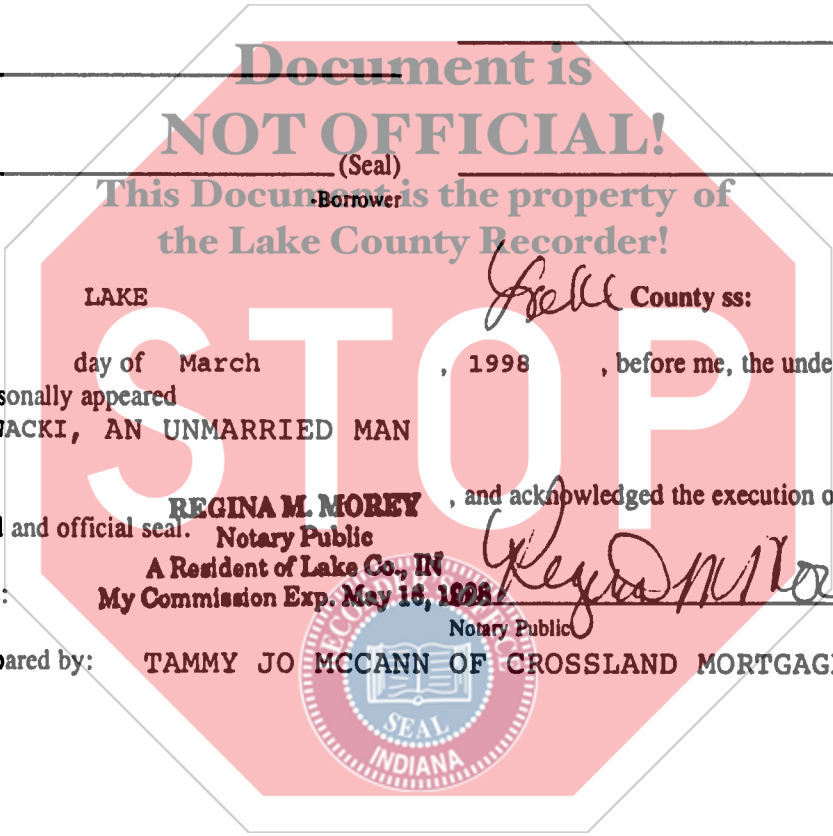 Document is
NOT OFFICIAL!
(Seal)
This Document is the property of
-Borrower
the Lake County Recorder!
LAKE County ss:
STOP
day of March , 1998 , before me, the unde
sonally appeared
ACKI, AN UNMARRIED MAN
REGINA M. MOREY , and acknowledged the execution o
and official seal.
Notary Public
A Resident of Lake Co., IN
My Commission Exp. May 16,
Notary Public
ared by: TAMMY JO MCCANN OF CROSSLAND MORTGAG
SEAL
INDIANA